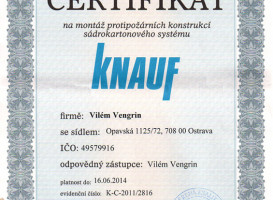 CERTIFIKÁT
na montáž protipožárních konstrukcí
sádrokartonového systému
KNAUF
firmě: Vilém Vengrin
se sídlem: Opavská 1125/72, 708 00 Ostrava
IČO: 49579916
odpovědný zástupce: Vilém Vengrin
platnost do: 16.06.2014
evidenční číslo: K-C-2011/2816